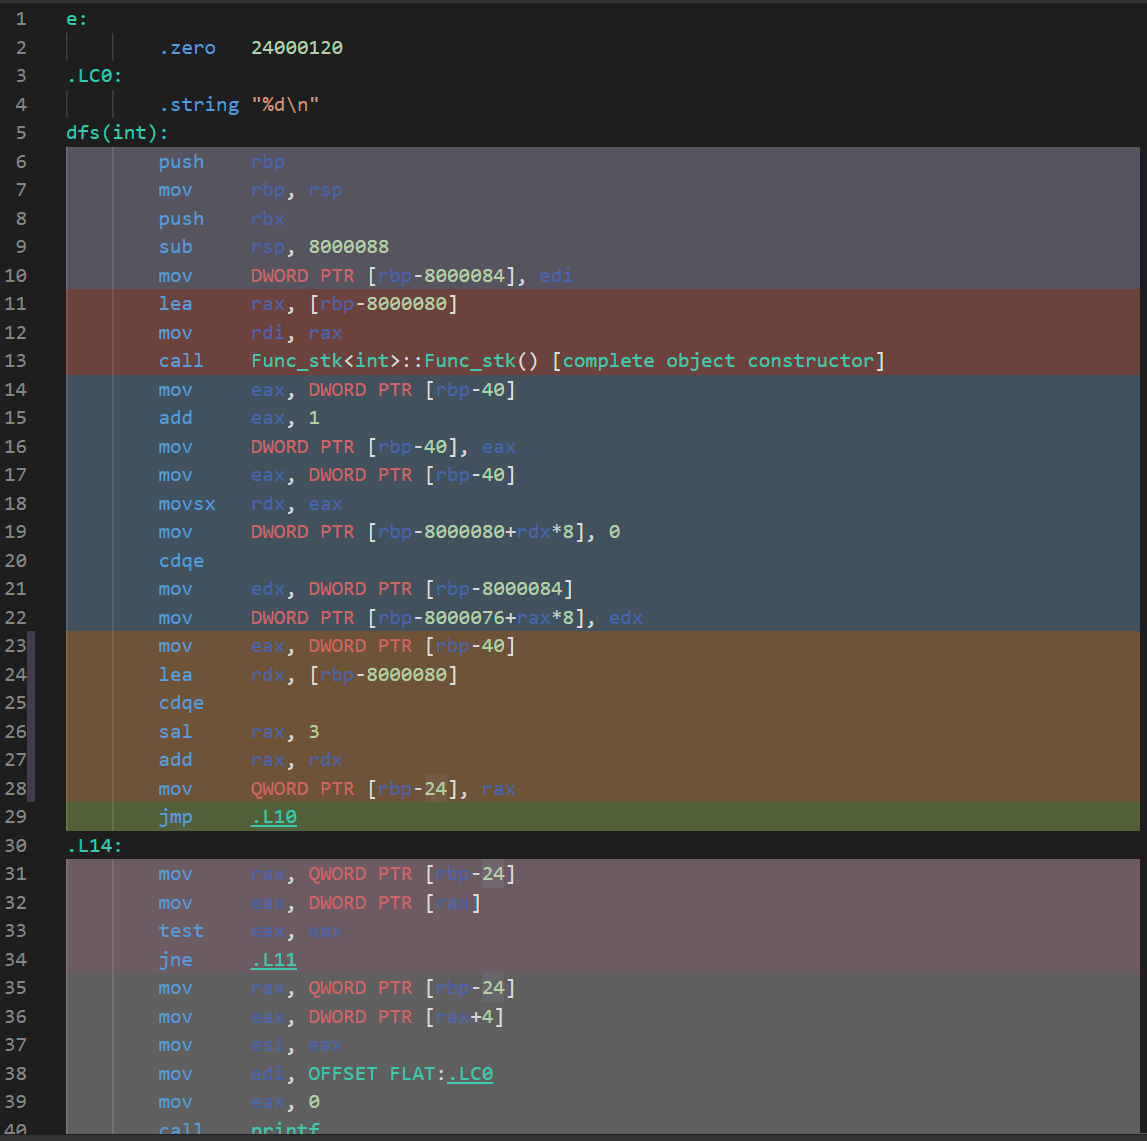 1 e:
2 .zero 24000120
3 .LC0:
4 .string "%d\n"
5 dfs(int):
6 push rbp
7 mov rbp, rsp
8 push rbx
9 sub rsp, 8000088
10 mov DWORD PTR [rbp-8000084], edi
11 lea rax, [rbp-8000080]
12 mov rdi, rax
13 call Func_stk<int>::Func_stk() [complete object constructor]
14 mov eax, DWORD PTR [rbp-40]
15 add eax, 1
16 mov DWORD PTR [rbp-40], eax
17 mov eax, DWORD PTR [rbp-40]
18 movsx rdx, eax
19 mov DWORD PTR [rbp-8000080+rdx*8], 0
20 cdqe
21 mov edx, DWORD PTR [rbp-8000084]
22 mov DWORD PTR [rbp-8000076+rax*8], edx
23 mov eax, DWORD PTR [rbp-40]
24 lea rdx, [rbp-8000080]
25 cdqe
26 sal rax, 3
27 add rax, rdx
28 mov QWORD PTR [rbp-24], rax
29 jmp .L10
30 .L14:
31 mov rax, QWORD PTR [rbp-24]
32 mov eax, DWORD PTR [rax]
33 test eax, eax
34 jne .L11
35 mov rax, QWORD PTR [rbp-24]
36 mov eax, DWORD PTR [rax+4]
37 mov esi, eax
38 mov edi, OFFSET FLAT:.LC0
39 mov eax, 0
40 call printf